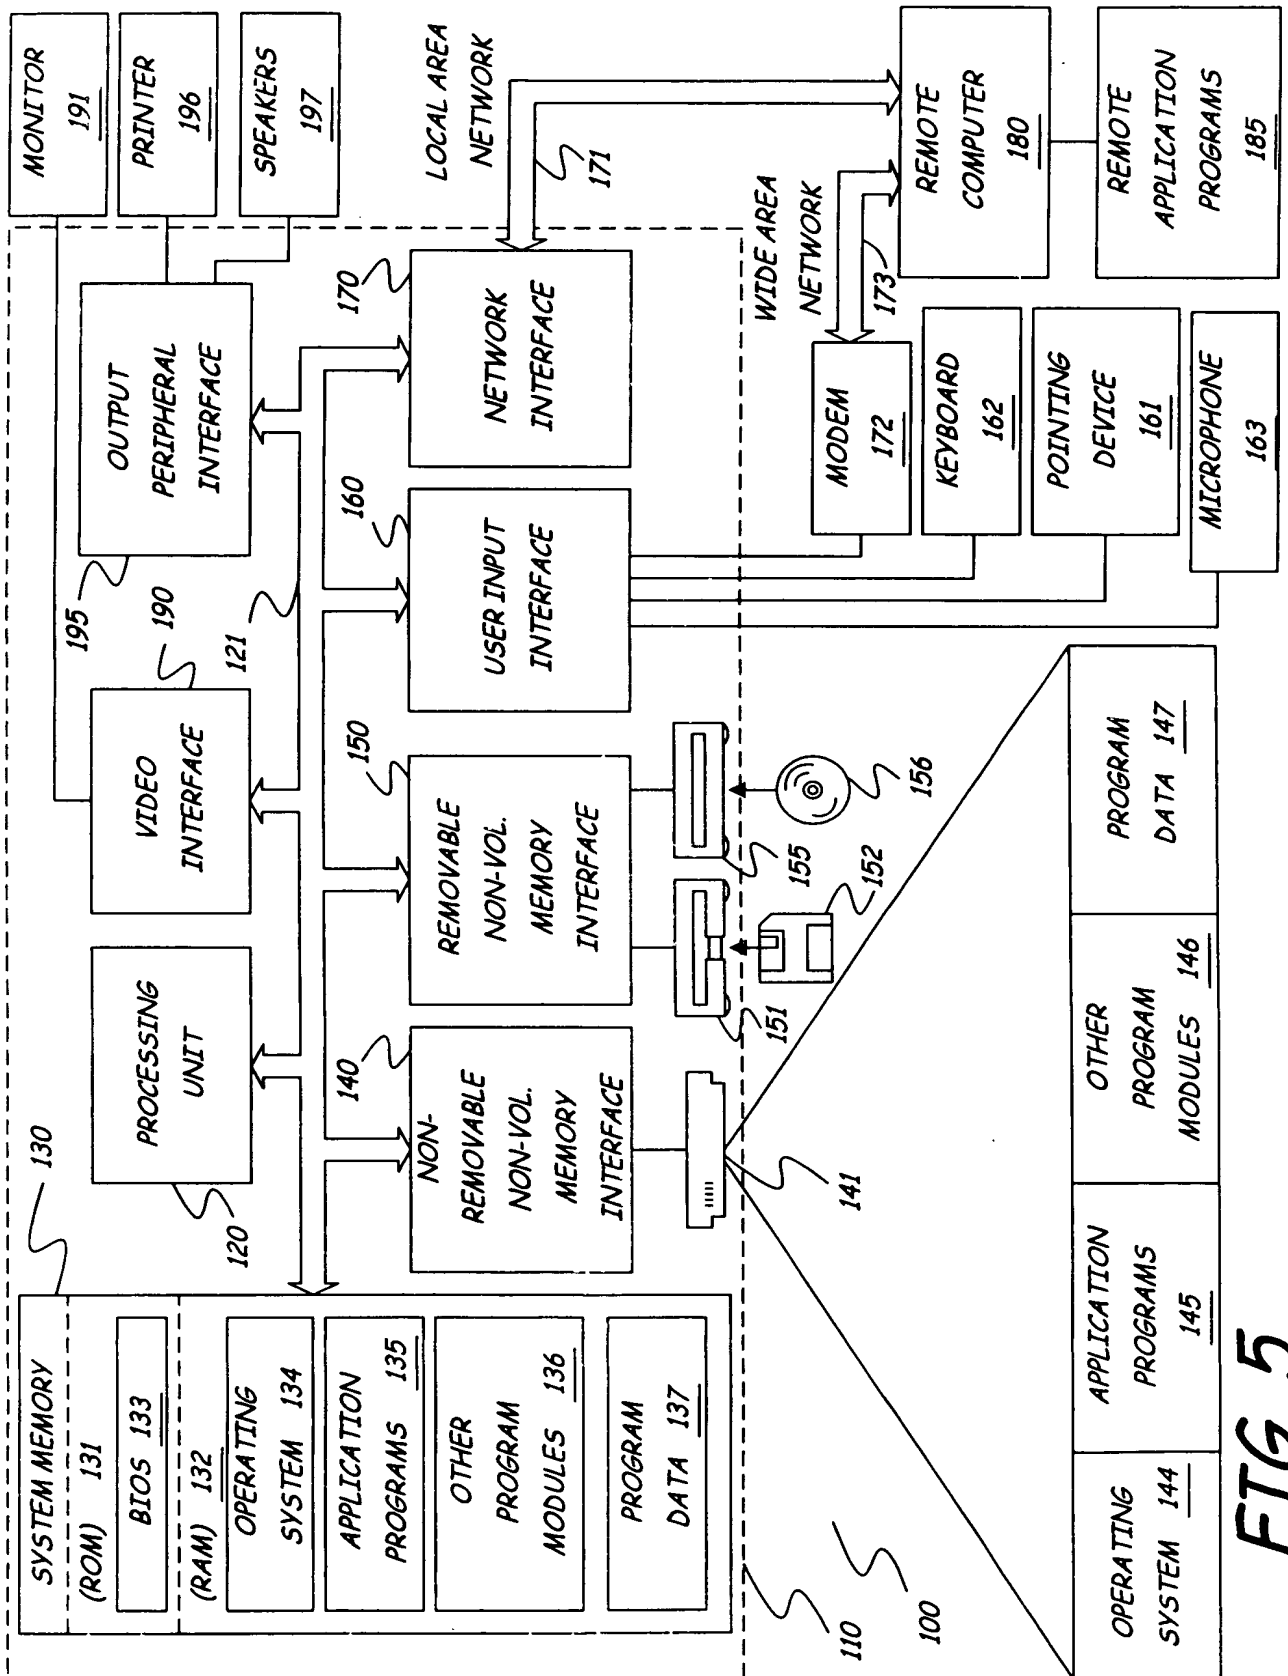 SYSTEM MEMORY
(ROM) 131
BIOS 133
(RAM) 132
OPERATING
SYSTEM 134
APPLICATION
PROGRAMS 135
OTHER
PROGRAM
MODULES 136
PROGRAM
DATA 137
130
PROCESSING
UNIT
120
VIDEO
INTERFACE
190
OUTPUT
PERIPHERAL
INTERFACE
195
121
MONITOR
191
PRINTER
196
SPEAKERS
197
NON-
REMOVABLE
NON-VOL.
MEMORY
INTERFACE
140
REMOVABLE
NON-VOL.
MEMORY
INTERFACE
150
USER INPUT
INTERFACE
160
NETWORK
INTERFACE
170
LOCAL AREA
NETWORK
171
141
151
152
155
156
WIDE AREA
NETWORK
173
MODEM
172
KEYBOARD
162
POINTING
DEVICE
161
MICROPHONE
163
REMOTE
COMPUTER
180
REMOTE
APPLICATION
PROGRAMS
185
110
100
OPERATING
SYSTEM 144
APPLICATION
PROGRAMS
145
OTHER
PROGRAM
MODULES 146
PROGRAM
DATA 147
FIG. 5